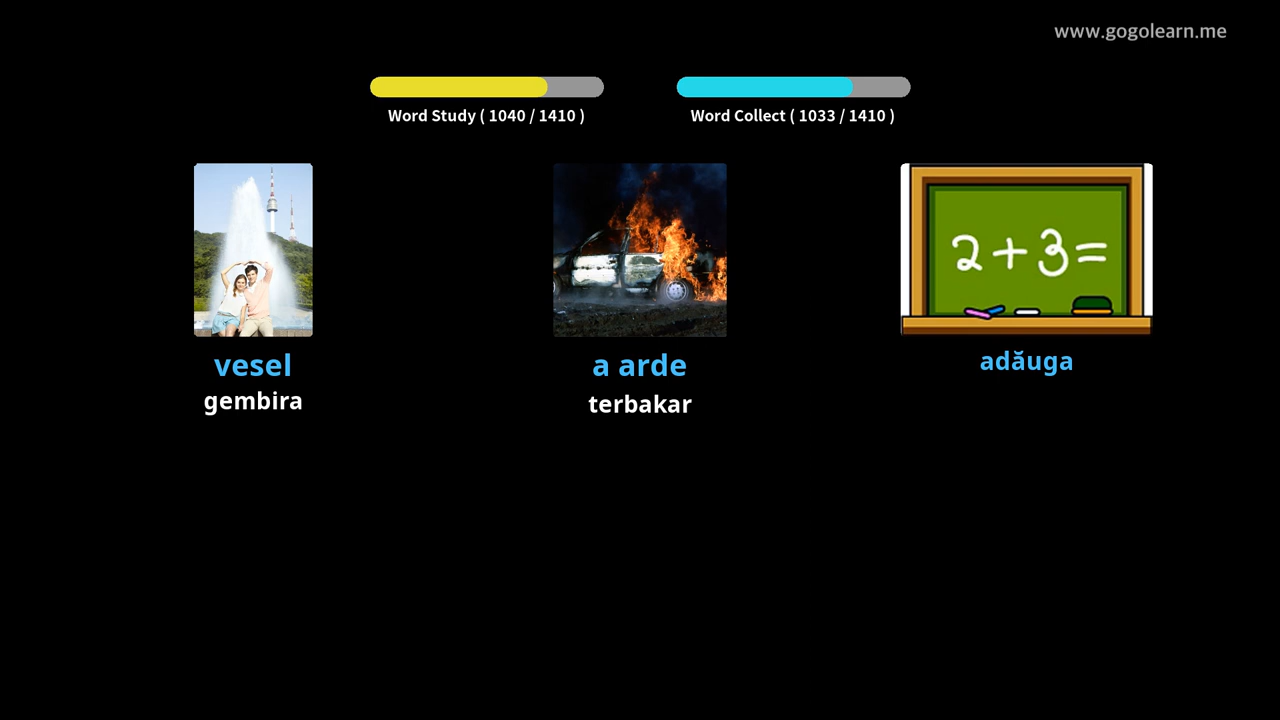 www.gogolearn.me
Word Study ( 1040 / 1410 )
Word Collect ( 1033 / 1410 )
2+3=
vesel
gembira
a arde
terbakar
adăuga